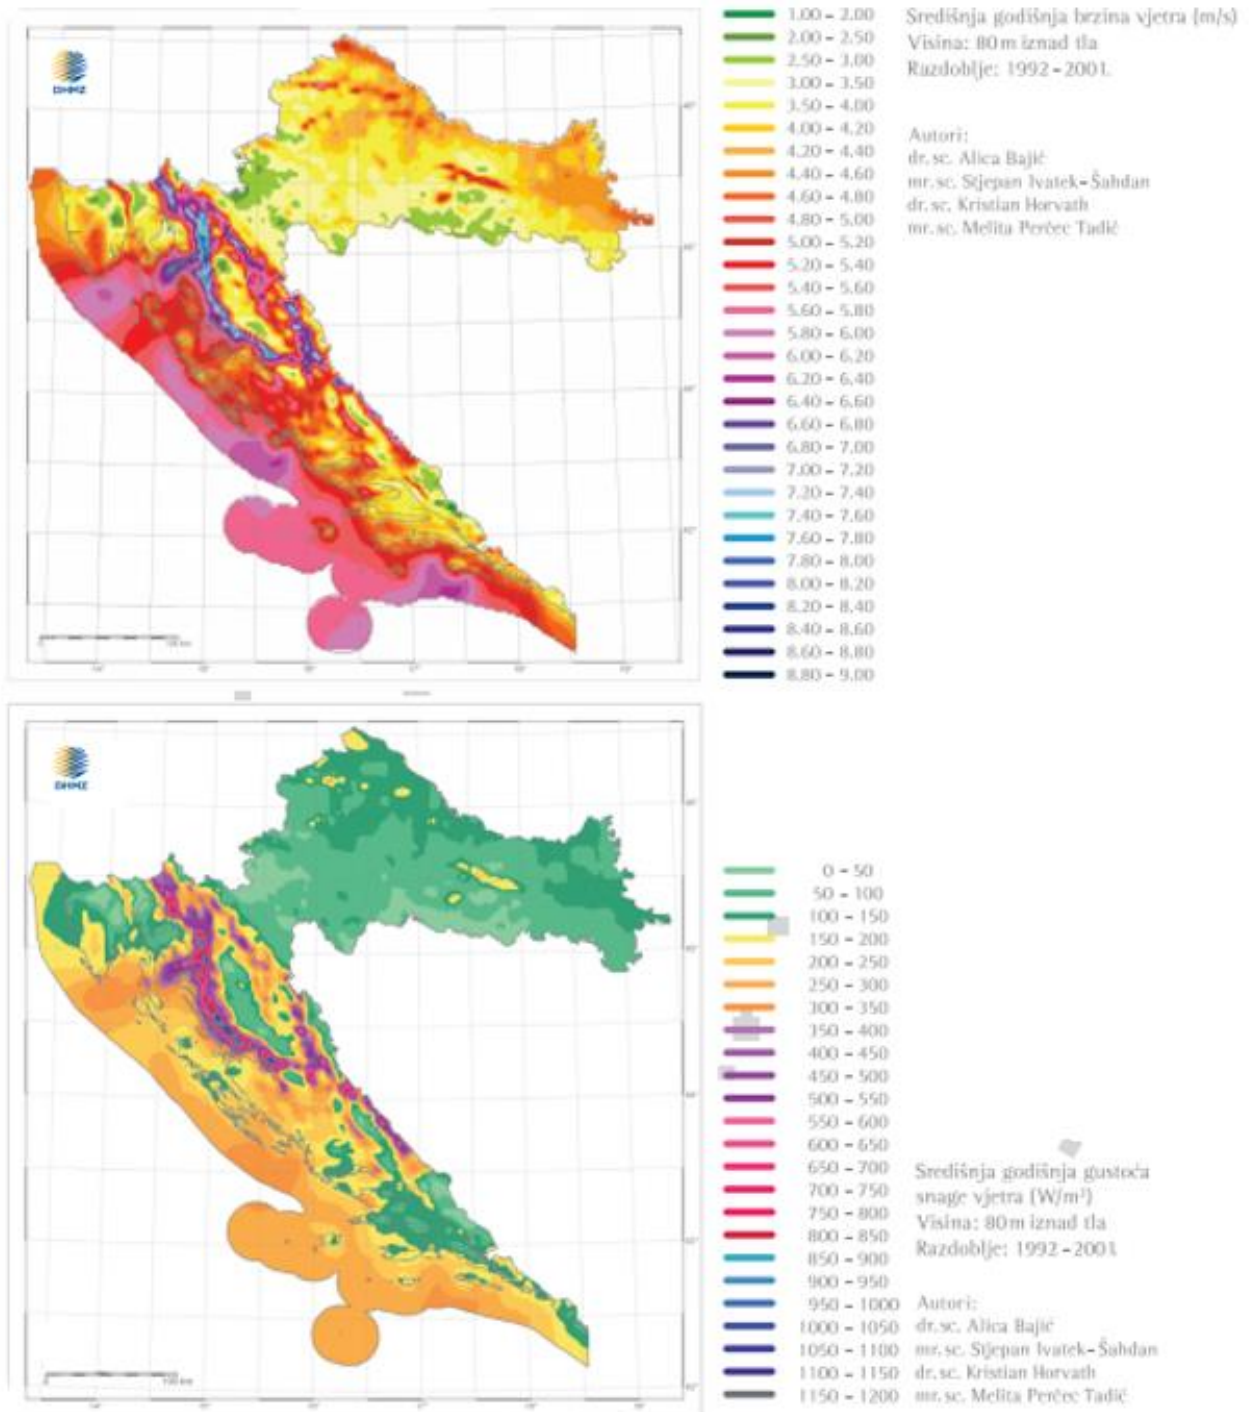 DHMZ
1.00 - 2.00
2.00 - 2.50
2.50 - 3.00
3.00 - 3.50
3.50 - 4.00
4.00 - 4.20
4.20 - 4.40
4.40 - 4.60
4.60 - 4.80
4.80 - 5.00
5.00 - 5.20
5.20 - 5.40
5.40 - 5.60
5.60 - 5.80
5.80 - 6.00
6.00 - 6.20
6.20 - 6.40
6.40 - 6.60
6.60 - 6.80
6.80 - 7.00
7.00 - 7.20
7.20 - 7.40
7.40 - 7.60
7.60 - 7.80
7.80 - 8.00
8.00 - 8.20
8.20 - 8.40
8.40 - 8.60
8.60 - 8.80
8.80 - 9.00
Središnja godišnja brzina vjetra (m/s)
Visina: 80 m iznad tla
Razdoblje: 1992 - 2001.
Autori:
dr.sc. Alica Bajić
mr.sc. Stjepan Ivatek-Šahdan
dr.sc. Kristian Horvath
mr.sc. Melita Perčec Tadić
DHMZ
0 - 50
50 - 100
100 - 150
150 - 200
200 - 250
250 - 300
300 - 350
350 - 400
400 - 450
450 - 500
500 - 550
550 - 600
600 - 650
650 - 700
700 - 750
750 - 800
800 - 850
850 - 900
900 - 950
950 - 1000
1000 - 1050
1050 - 1100
1100 - 1150
1150 - 1200
Središnja godišnja gustoća
snage vjetra (W/m²)
Visina: 80 m iznad tla
Razdoblje: 1992 - 2001
Autori:
dr.sc. Alica Bajić
mr.sc. Stjepan Ivatek-Šahdan
dr.sc. Kristian Horvath
mr.sc. Melita Perčec Tadić